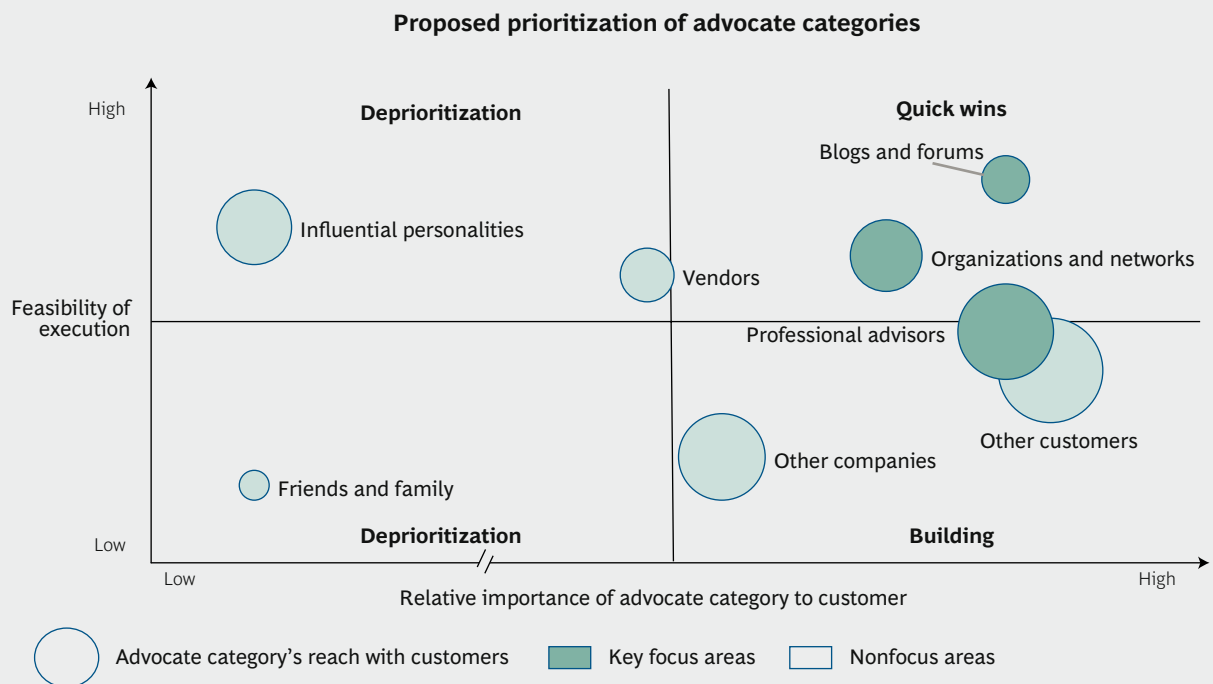 Proposed prioritization of advocate categories
High
Deprioritization
Quick wins
Blogs and forums
Influential personalities
Organizations and networks
Vendors
Feasibility of
execution
Professional advisors
Other customers
Other companies
Friends and family
Low
Deprioritization
Building
Low
High
Relative importance of advocate category to customer
Advocate category’s reach with customers
Key focus areas
Nonfocus areas